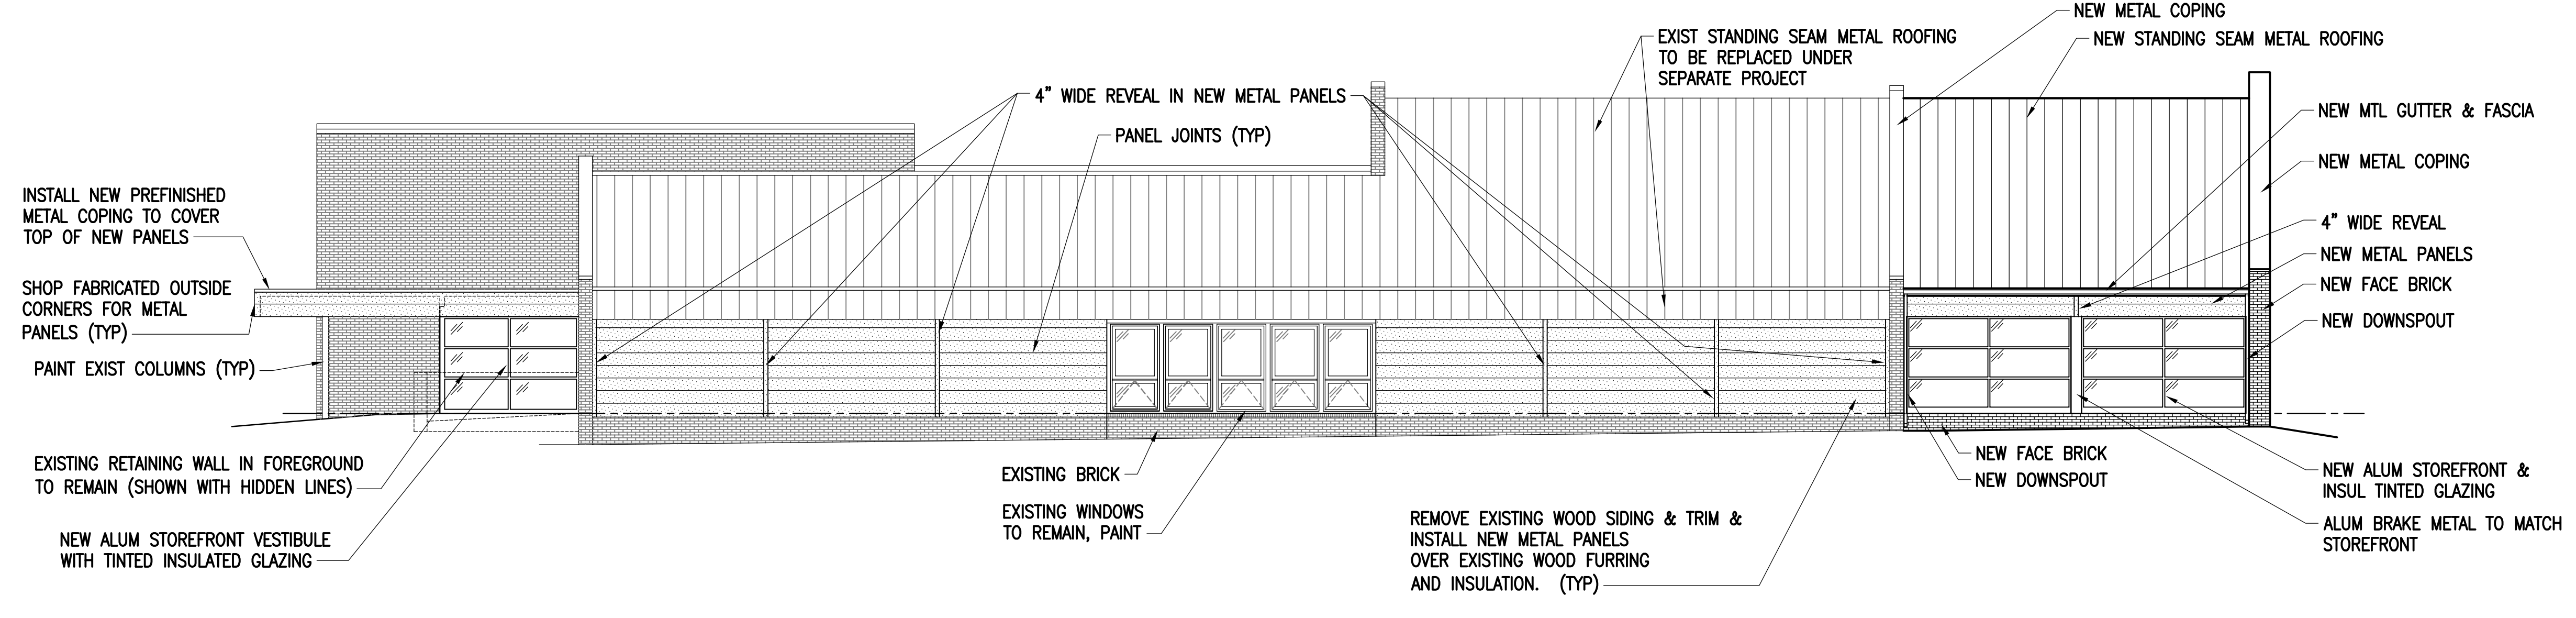 NEW METAL COPING
EXIST STANDING SEAM METAL ROOFING
TO BE REPLACED UNDER
SEPARATE PROJECT
NEW STANDING SEAM METAL ROOFING
4” WIDE REVEAL IN NEW METAL PANELS
PANEL JOINTS (TYP)
NEW MTL GUTTER & FASCIA
NEW METAL COPING
INSTALL NEW PREFINISHED
METAL COPING TO COVER
TOP OF NEW PANELS
4” WIDE REVEAL
NEW METAL PANELS
NEW FACE BRICK
NEW DOWNSPOUT
SHOP FABRICATED OUTSIDE
CORNERS FOR METAL
PANELS (TYP)
PAINT EXIST COLUMNS (TYP)
EXISTING RETAINING WALL IN FOREGROUND
TO REMAIN (SHOWN WITH HIDDEN LINES)
NEW ALUM STOREFRONT VESTIBULE
WITH TINTED INSULATED GLAZING
EXISTING BRICK
EXISTING WINDOWS
TO REMAIN, PAINT
REMOVE EXISTING WOOD SIDING & TRIM &
INSTALL NEW METAL PANELS
OVER EXISTING WOOD FURRING
AND INSULATION. (TYP)
NEW FACE BRICK
NEW DOWNSPOUT
NEW ALUM STOREFRONT &
INSUL TINTED GLAZING
ALUM BRAKE METAL TO MATCH
STOREFRONT